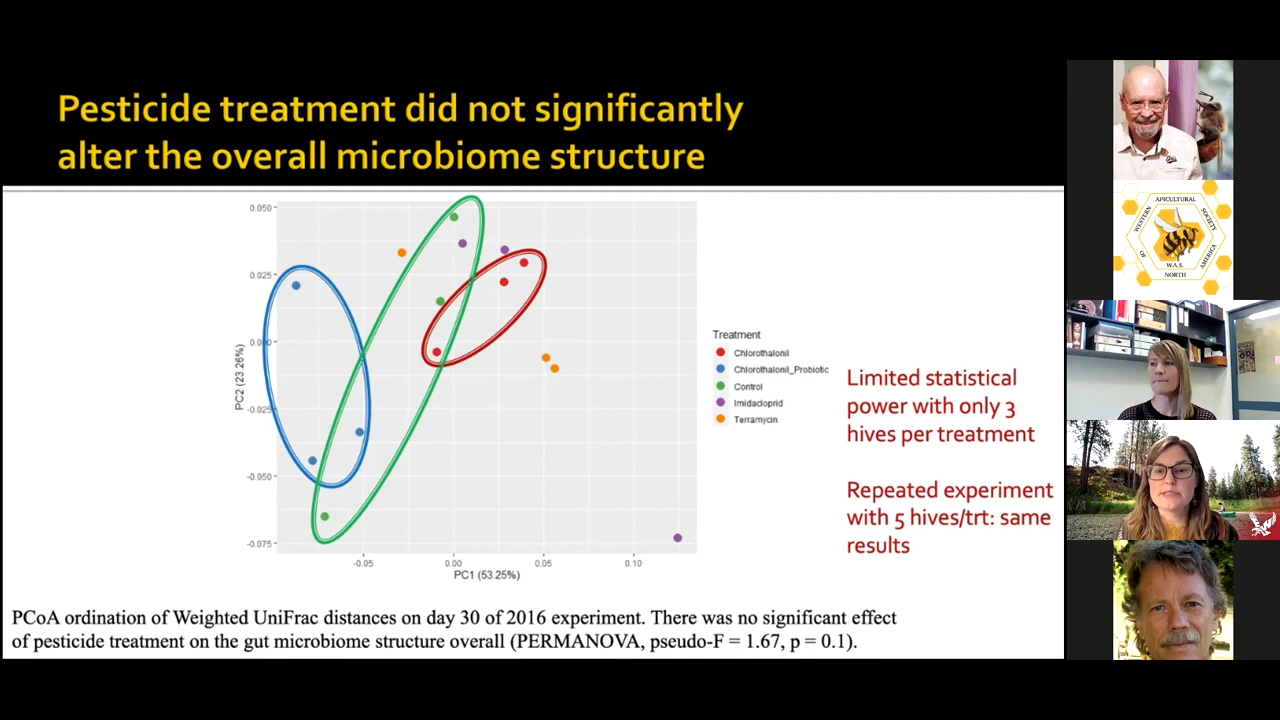 Pesticide treatment did not significantly
alter the overall microbiome structure
0.050
0.025
0.000
-0.025
-0.050
-0.075
PC2 (23.26%)
-0.05
0.00
0.05
0.10
PC1 (53.25%)
Treatment
Chlorothalonil
Chlorothalonil_Probiotic
Control
Imidacloprid
Terramycin
Limited statistical
power with only 3
hives per treatment
Repeated experiment
with 5 hives/trt: same
results
PCoA ordination of Weighted UniFrac distances on day 30 of 2016 experiment. There was no significant effect
of pesticide treatment on the gut microbiome structure overall (PERMANOVA, pseudo-F = 1.67, p = 0.1).
WESTERN
APICULTURAL
SOCIETY
OF
W.A.S.
NORTH
AMERICA